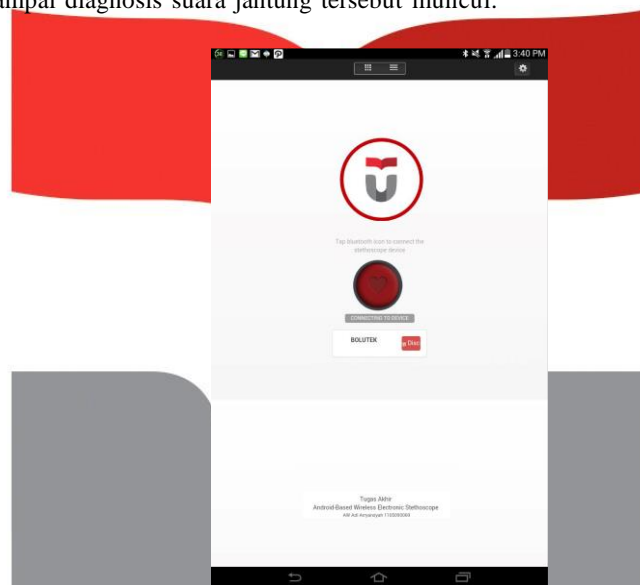 diagnosis suara jantung tersebut muncul.
3:40 PM
Tap bluetooth icon to connect the
stethoscope device
CONNECTING TO DEVICE
BOLUTEK
Disc
Tugas Akhir
Android-Based Wireless Electronic Stethoscope